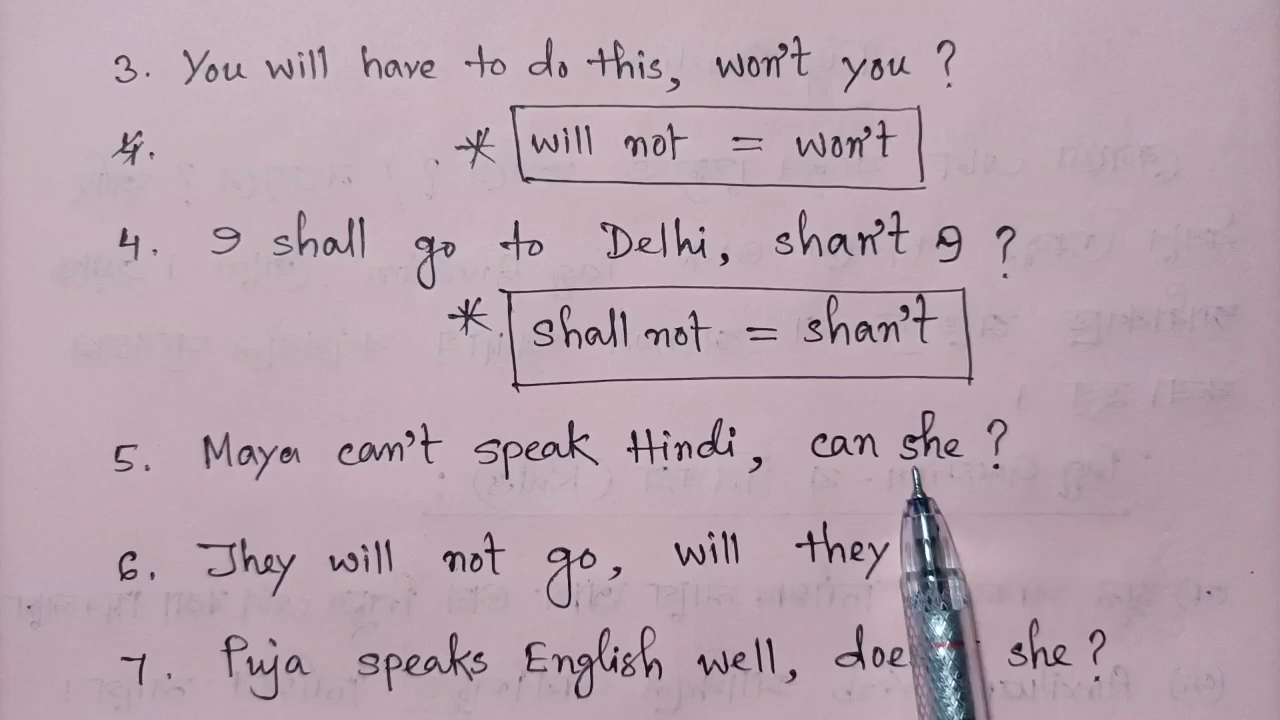 3. You will have to do this, won't you ?
4.
* will not = won't
4. I shall go to Delhi, shan't I ?
* shall not = shan't
5. Maya can't speak Hindi, can she ?
6. They will not go, will they
7. Puja speaks English well, she?